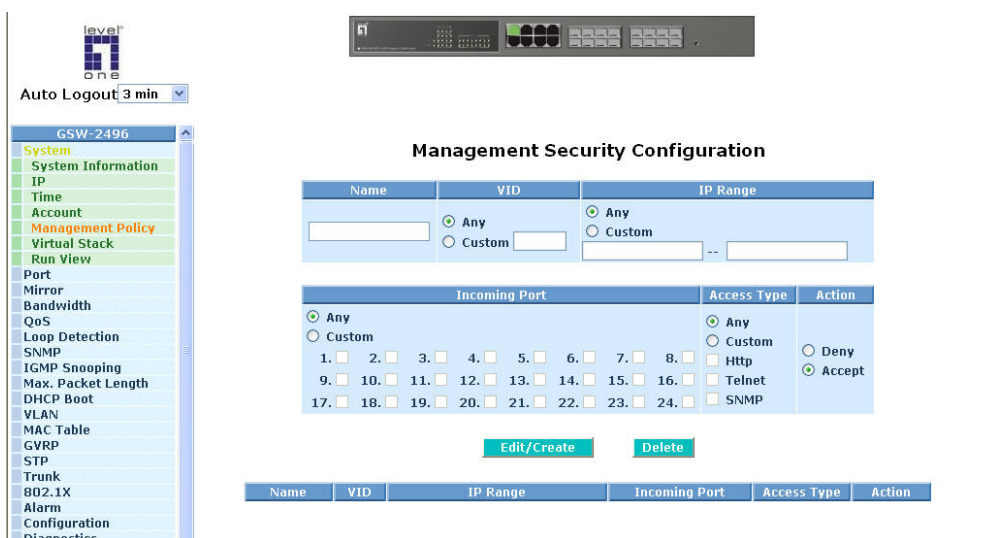 level
one
Auto Logout 3 min
GSW-2496
System
System Information
IP
Time
Account
Management Policy
Virtual Stack
Run View
Port
Mirror
Bandwidth
QoS
Loop Detection
SNMP
IGMP Snooping
Max. Packet Length
DHCP Boot
VLAN
MAC Table
GVRP
STP
Trunk
802.1X
Alarm
Configuration
Diagnostics
Management Security Configuration
Name VID IP Range
Any
Custom
Any
Custom
--
Incoming Port Access Type Action
Any
Custom
1. 2. 3. 4. 5. 6. 7. 8.
9. 10. 11. 12. 13. 14. 15. 16.
17. 18. 19. 20. 21. 22. 23. 24.
Any
Custom
Http
Telnet
SNMP
Deny
Accept
Edit/Create Delete
Name VID IP Range Incoming Port Access Type Action